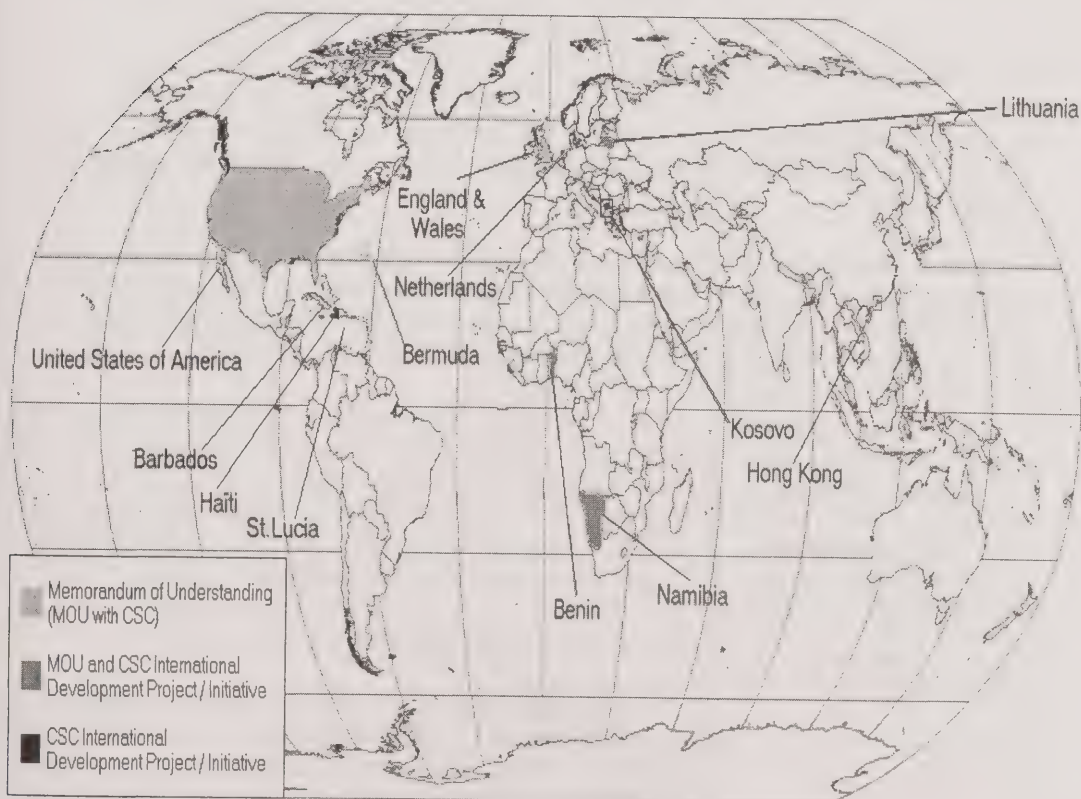 Lithuania
England &
Wales
Netherlands
United States of America
Bermuda
Barbados
Kosovo
Haïti
Hong Kong
St.Lucia
Namibia
Benin
Memorandum of Understanding
(MOU with CSC)
MOU and CSC International
Development Project / Initiative
CSC International
Development Project / Initiative